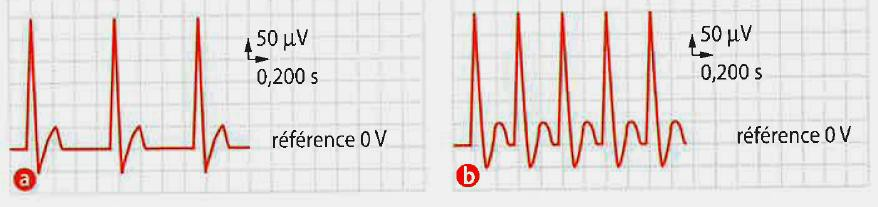 50 µV
0,200 s
référence 0 V
a
50 µV
0,200 s
référence 0 V
b